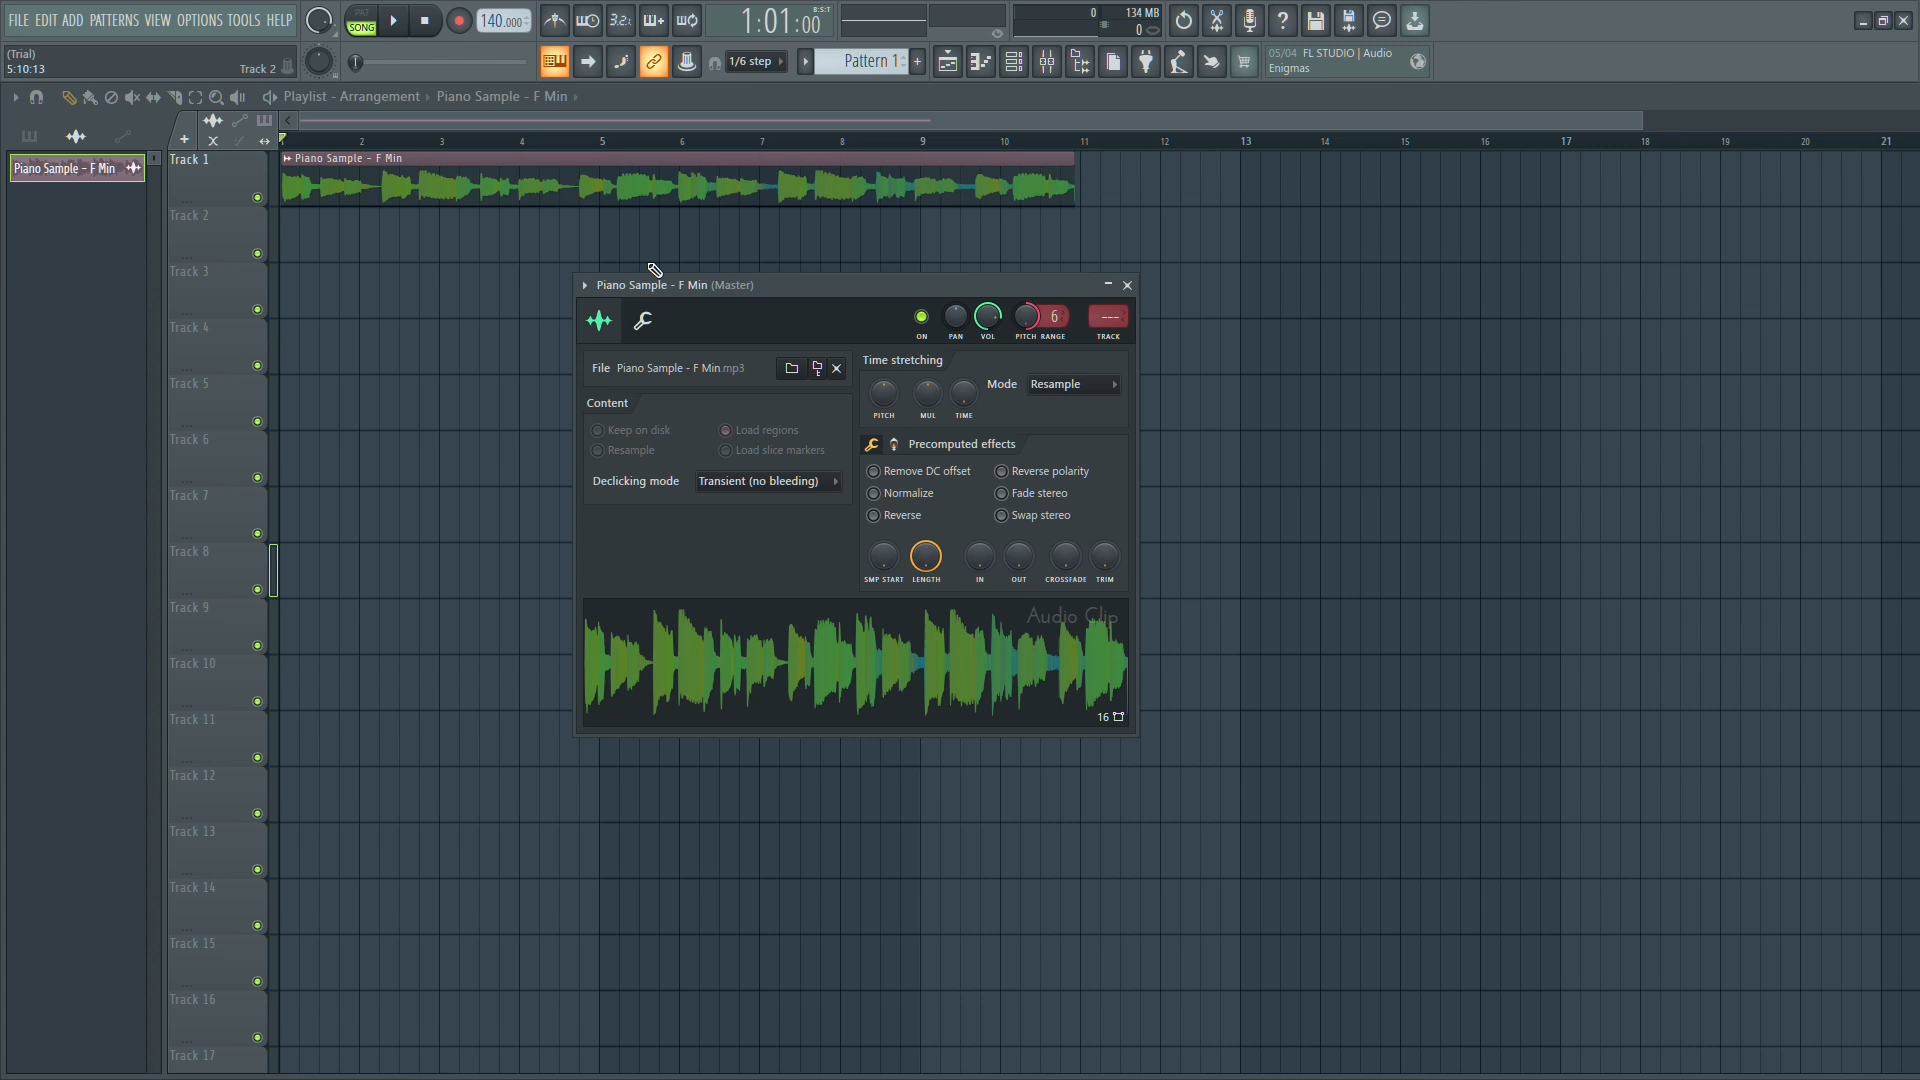 FILE EDIT ADD PATTERNS VIEW OPTIONS TOOLS HELP
PAT
SONG
140.000
3.2.
1:01:00
B:S:T
0
134 MB
0
(Trial)
5:10:13
Track 2
1/6 step
Pattern 1
+
05/04 FL STUDIO | Audio
Enigmas
Playlist - Arrangement › Piano Sample - F Min ›
1 2 3 4 5 6 7 8 9 10 11 12 13 14 15 16 17 18 19 20 21
Piano Sample - F Min
Track 1
Piano Sample - F Min
Track 2
Track 3
Track 4
Track 5
Track 6
Track 7
Track 8
Track 9
Track 10
Track 11
Track 12
Track 13
Track 14
Track 15
Track 16
Track 17
Piano Sample - F Min (Master)
6
---
ON PAN VOL PITCH RANGE TRACK
File Piano Sample - F Min.mp3
Content
Keep on disk
Load regions
Resample
Load slice markers
Declicking mode Transient (no bleeding)
Time stretching
Mode Resample
PITCH MUL TIME
Precomputed effects
Remove DC offset
Reverse polarity
Normalize
Fade stereo
Reverse
Swap stereo
SMP START LENGTH IN OUT CROSSFADE TRIM
Audio Clip
16